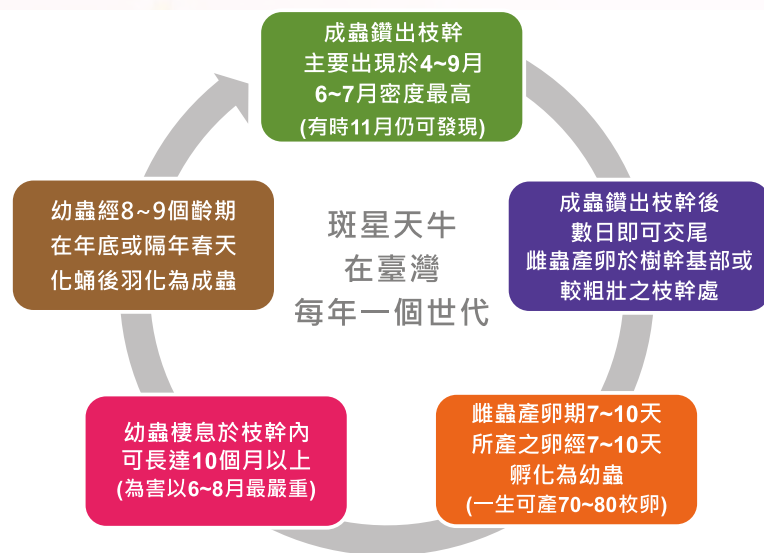 成蟲鑽出枝幹
主要出現於4~9月
6~7月密度最高
(有時11月仍可發現)
成蟲鑽出枝幹後
數日即可交尾
雌蟲產卵於樹幹基部或
較粗壯之枝幹處
雌蟲產卵期7~10天
所產之卵經7~10天
孵化為幼蟲
(一生可產70~80枚卵)
幼蟲棲息於枝幹內
可長達10個月以上
(為害以6~8月最嚴重)
幼蟲經8~9個齡期
在年底或隔年春天
化蛹後羽化為成蟲
斑星天牛
在臺灣
每年一個世代